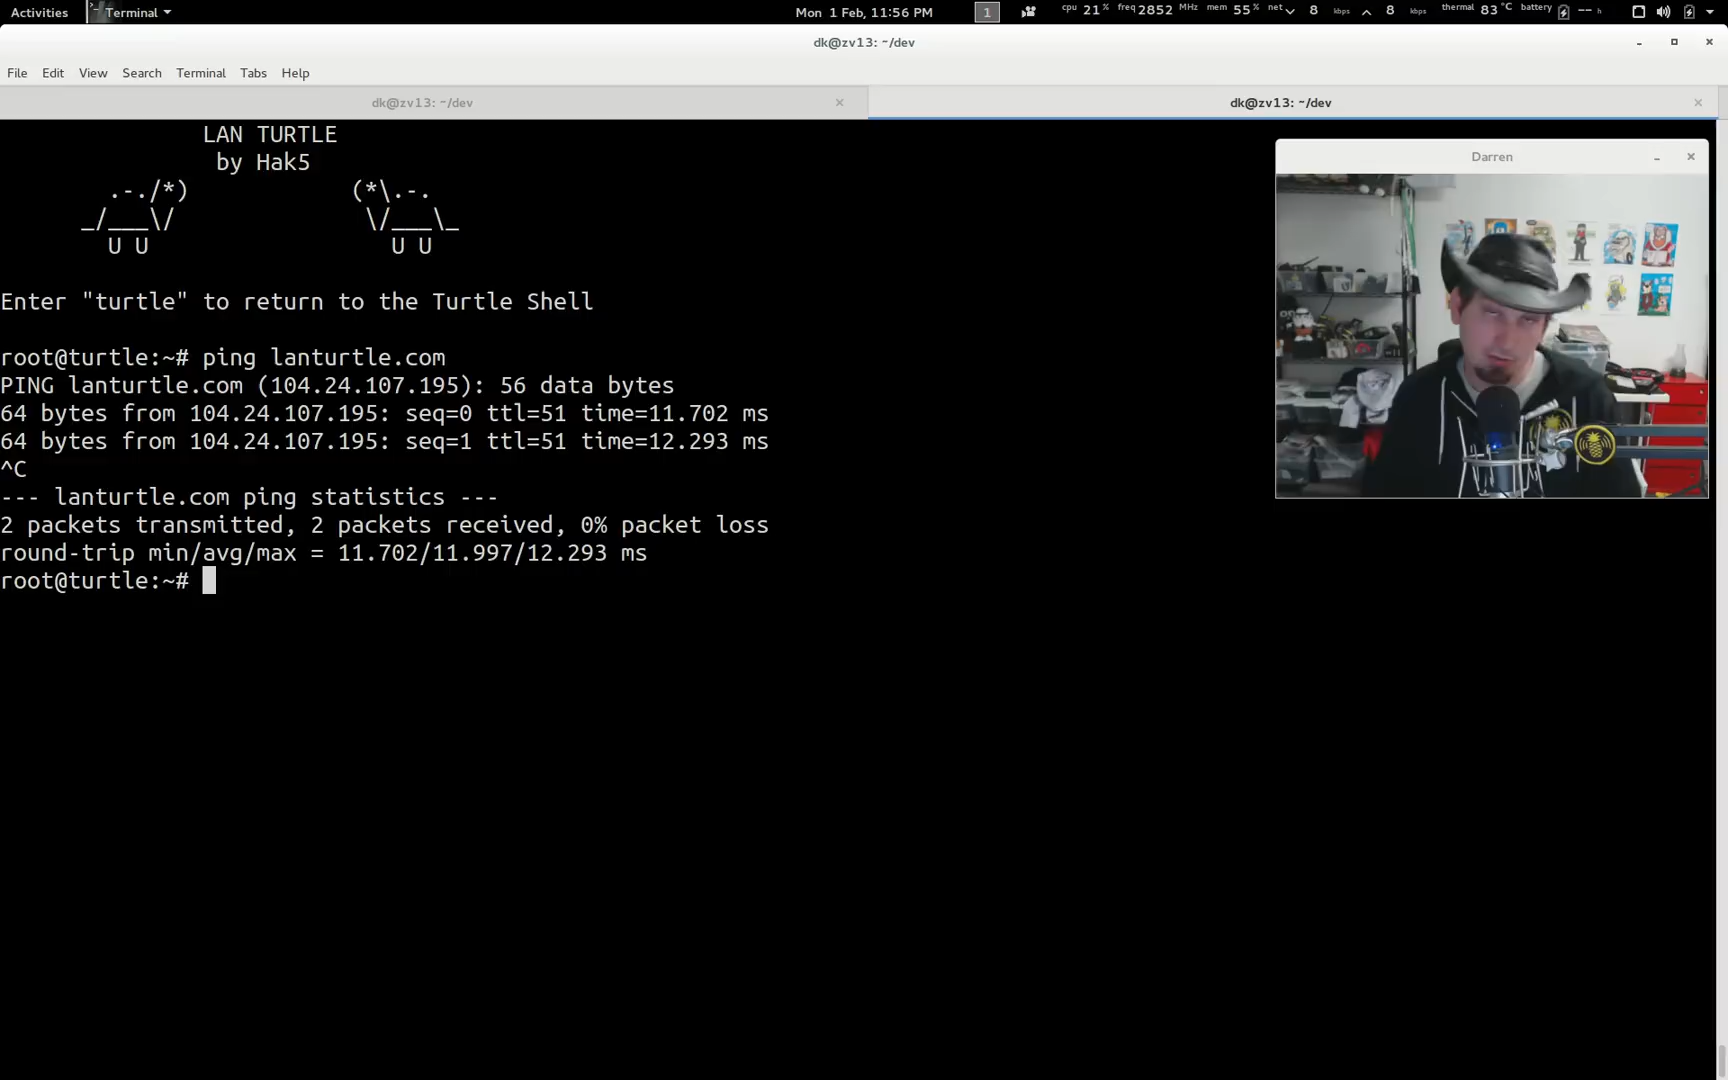 Activities Terminal Mon 1 Feb, 11:56 PM 1 cpu 21 % freq 2852 MHz mem 55 % net 8 kbps 8 kbps thermal 83 °C battery -- h
dk@zv13: ~/dev
File Edit View Search Terminal Tabs Help
dk@zv13: ~/dev × dk@zv13: ~/dev ×
LAN TURTLE
by Hak5
.-./*) (*\.-.
_/___\/ \/___\_
U U U U
Enter "turtle" to return to the Turtle Shell
root@turtle:~# ping lanturtle.com
PING lanturtle.com (104.24.107.195): 56 data bytes
64 bytes from 104.24.107.195: seq=0 ttl=51 time=11.702 ms
64 bytes from 104.24.107.195: seq=1 ttl=51 time=12.293 ms
^C
--- lanturtle.com ping statistics ---
2 packets transmitted, 2 packets received, 0% packet loss
round-trip min/avg/max = 11.702/11.997/12.293 ms
root@turtle:~#
Darren